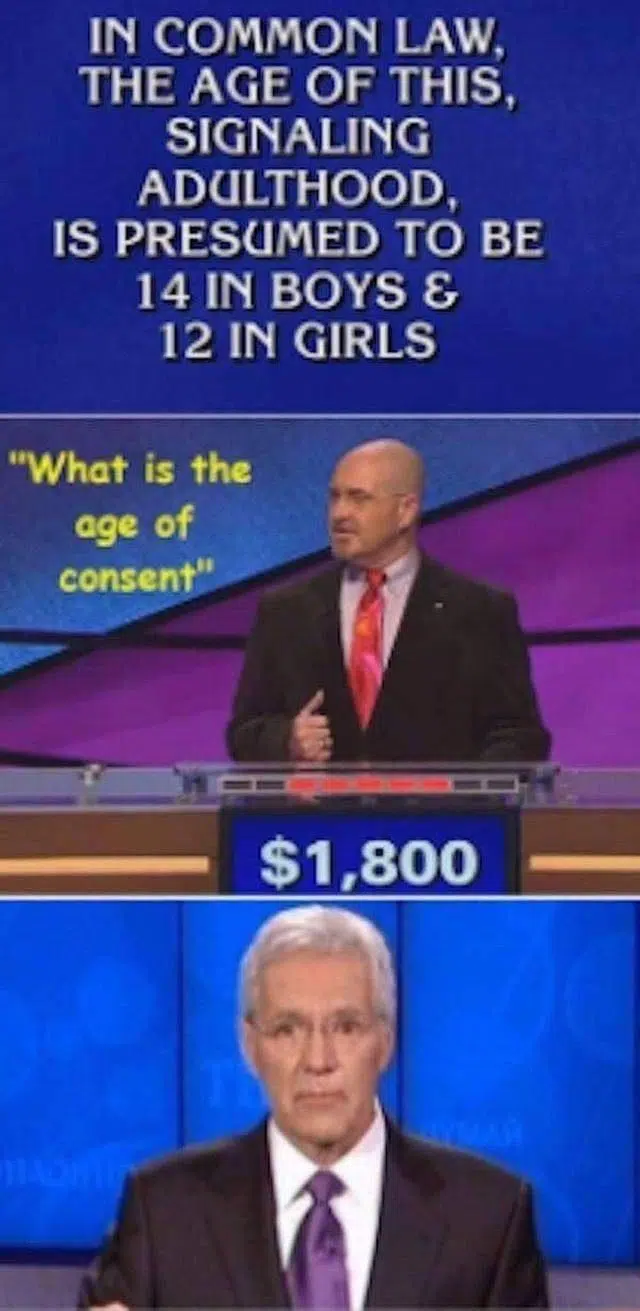 IN COMMON LAW,
THE AGE OF THIS,
SIGNALING
ADULTHOOD,
IS PRESUMED TO BE
14 IN BOYS &
12 IN GIRLS
"What is the
age of
consent"
$1,800